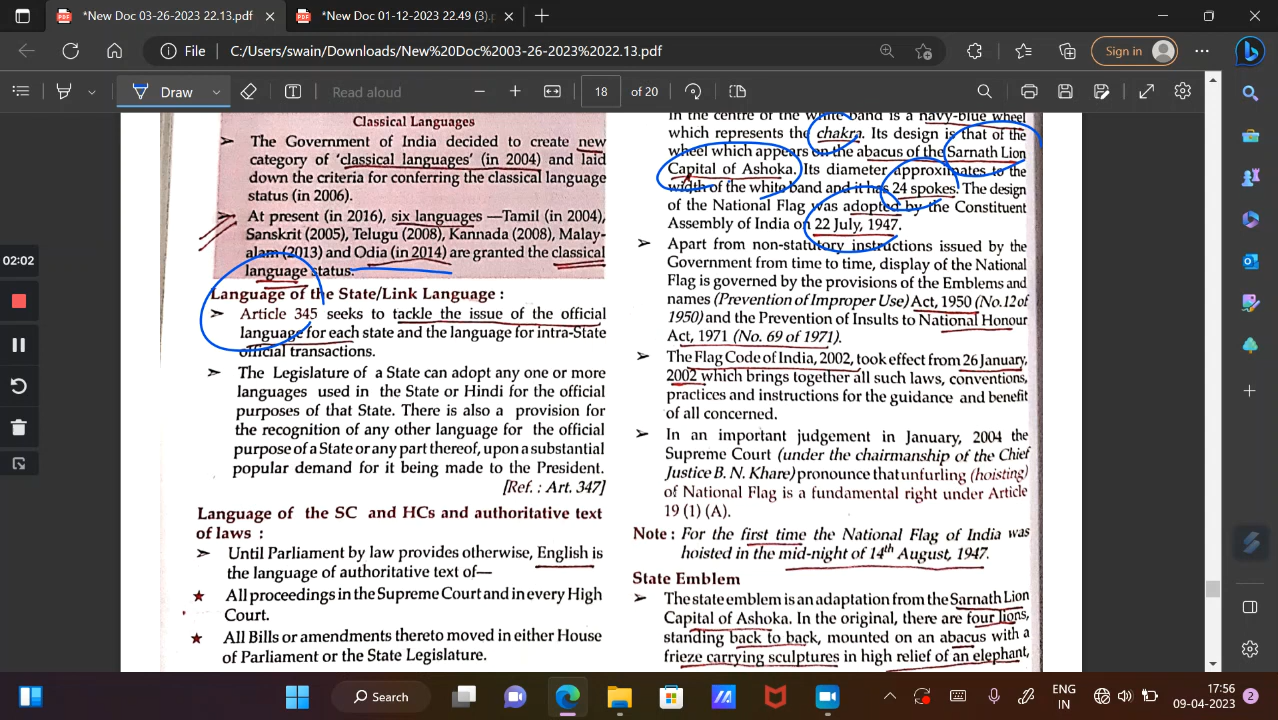 *New Doc 03-26-2023 22.13.pdf
*New Doc 01-12-2023 22.49 (3).p
File
C:/Users/swain/Downloads/New%20Doc%2003-26-2023%2022.13.pdf
Sign in
Draw
Read aloud
18
of 20
02:02
Classical Languages
The Government of India decided to create new
category of 'classical languages' (in 2004) and laid
down the criteria for conferring the classical language
status (in 2006).
At present (in 2016), six languages —Tamil (in 2004),
Sanskrit (2005), Telugu (2008), Kannada (2008), Malay-
alam (2013) and Odia (in 2014) are granted the classical
language status.
Language of the State/Link Language :
Article 345 seeks to tackle the issue of the official
language for each state and the language for intra-State
official transactions.
The Legislature of a State can adopt any one or more
languages used in the State or Hindi for the official
purposes of that State. There is also a provision for
the recognition of any other language for the official
purpose of a State or any part thereof, upon a substantial
popular demand for it being made to the President.
[Ref. : Art. 347]
Language of the SC and HCs and authoritative text
of laws :
Until Parliament by law provides otherwise, English is
the language of authoritative text of—
All proceedings in the Supreme Court and in every High
Court.
All Bills or amendments thereto moved in either House
of Parliament or the State Legislature.
In the centre of the white band is a navy-blue wheel
which represents the chakra. Its design is that of the
wheel which appears on the abacus of the Sarnath Lion
Capital of Ashoka. Its diameter approximates to the
width of the white band and it has 24 spokes. The design
of the National Flag was adopted by the Constituent
Assembly of India on 22 July, 1947.
Apart from non-statutory instructions issued by the
Government from time to time, display of the National
Flag is governed by the provisions of the Emblems and
names (Prevention of Improper Use) Act, 1950 (No.12 of
1950) and the Prevention of Insults to National Honour
Act, 1971 (No. 69 of 1971).
The Flag Code of India, 2002, took effect from 26 January,
2002 which brings together all such laws, conventions,
practices and instructions for the guidance and benefit
of all concerned.
In an important judgement in January, 2004 the
Supreme Court (under the chairmanship of the Chief
Justice B. N. Khare) pronounce that unfurling (hoisting)
of National Flag is a fundamental right under Article
19 (1) (A).
Note : For the first time the National Flag of India was
hoisted in the mid-night of 14th August, 1947.
State Emblem
The state emblem is an adaptation from the Sarnath Lion
Capital of Ashoka. In the original, there are four lions,
standing back to back, mounted on an abacus with a
frieze carrying sculptures in high relief of an elephant,
Search
ENG
IN
17:56
09-04-2023
2